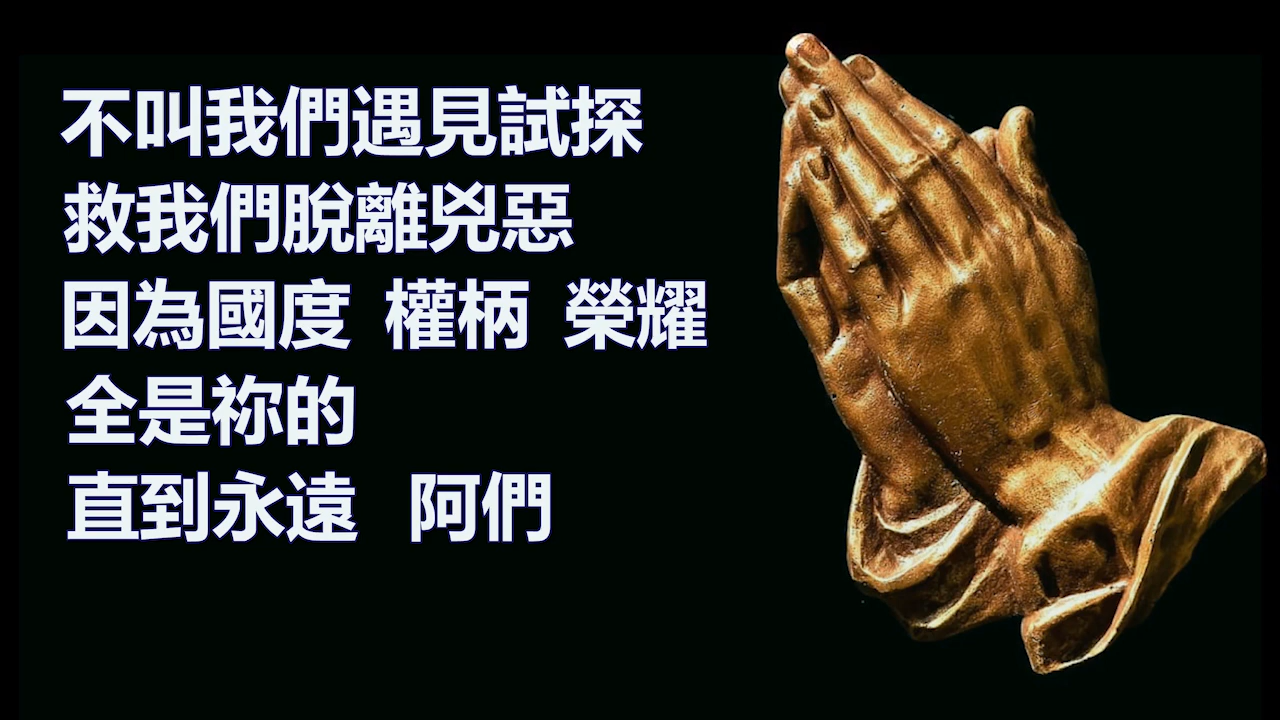 不叫我們遇見試探
救我們脫離兇惡
因為國度 權柄 榮耀
全是祢的
直到永遠 阿們